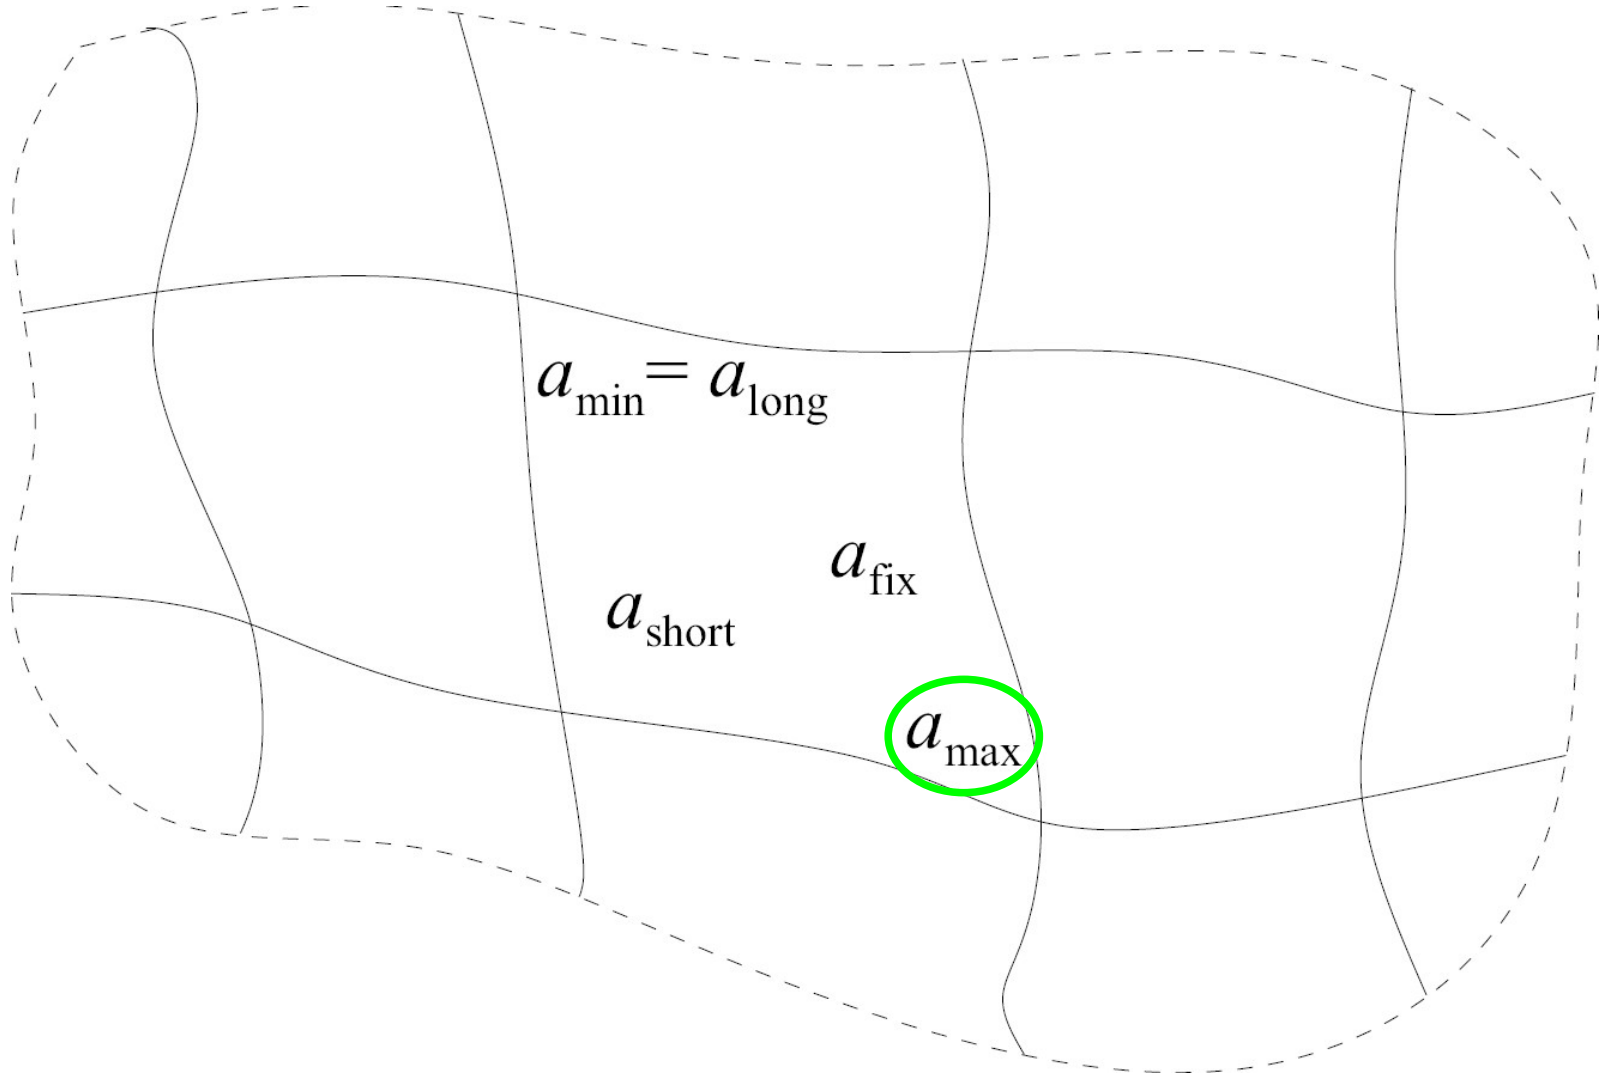 a_min = a_long
a_fix
a_short
a_max